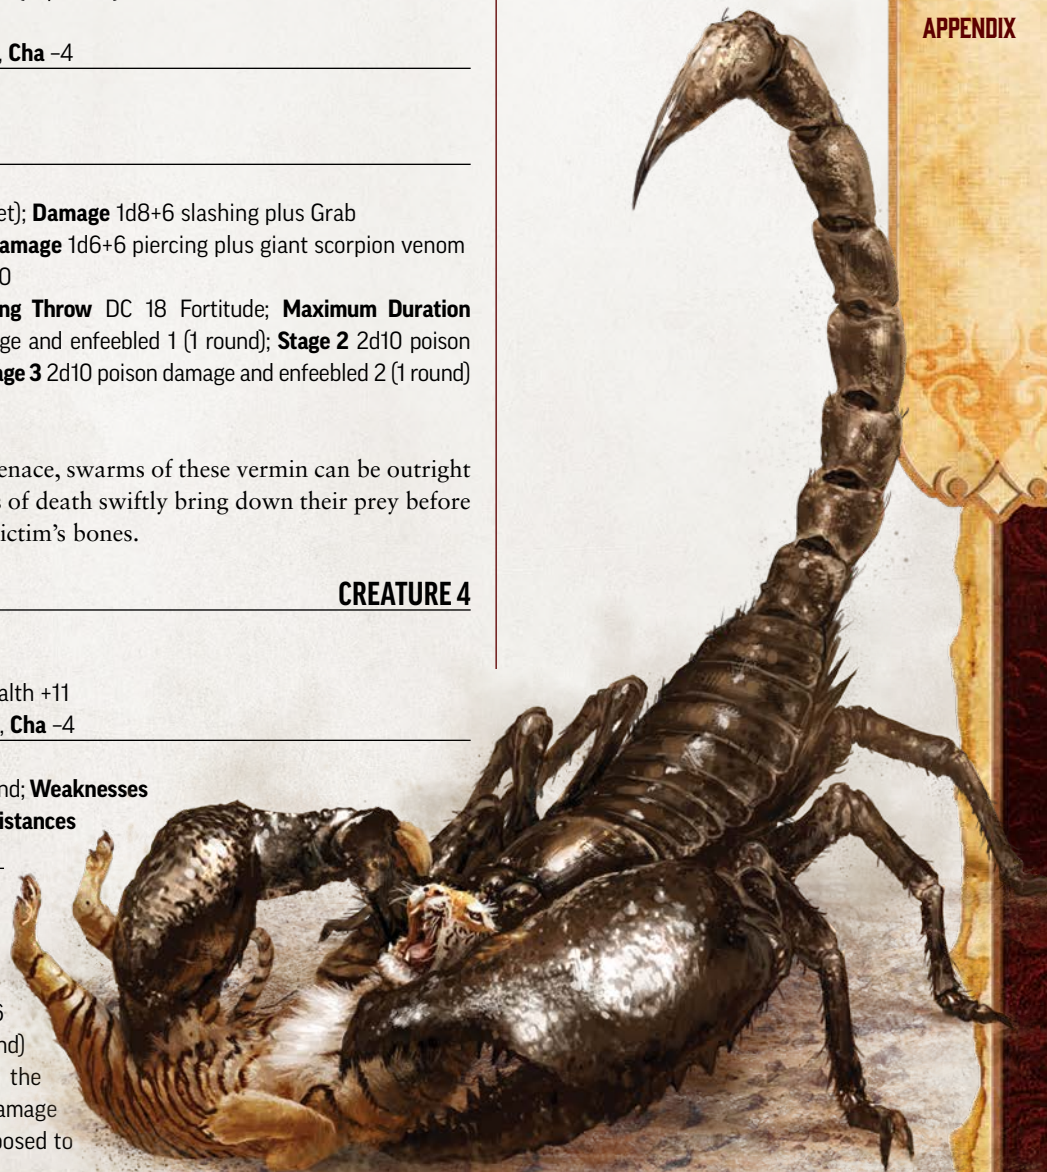 , Cha –4
et); Damage 1d8+6 slashing plus Grab
amage 1d6+6 piercing plus giant scorpion venom
0
ng Throw DC 18 Fortitude; Maximum Duration
ge and enfeebled 1 (1 round); Stage 2 2d10 poison
age 3 2d10 poison damage and enfeebled 2 (1 round)
enace, swarms of these vermin can be outright
s of death swiftly bring down their prey before
ictim’s bones.
CREATURE 4
alth +11
, Cha –4
nd; Weaknesses
istances
6
nd)
the
amage
posed to
APPENDIX